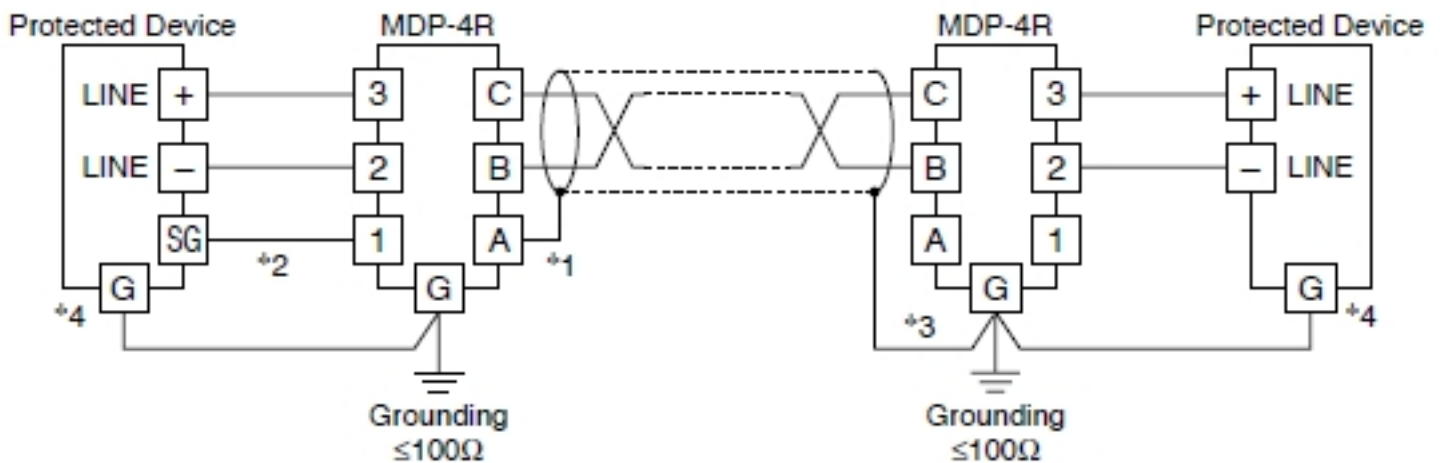 Protected Device MDP-4R MDP-4R Protected Device
LINE + 3 C C 3 + LINE
LINE – 2 B B 2 – LINE
SG 1 A A 1
*2 *1
G G G G
*4 *3 *4
Grounding Grounding
≤100Ω ≤100Ω